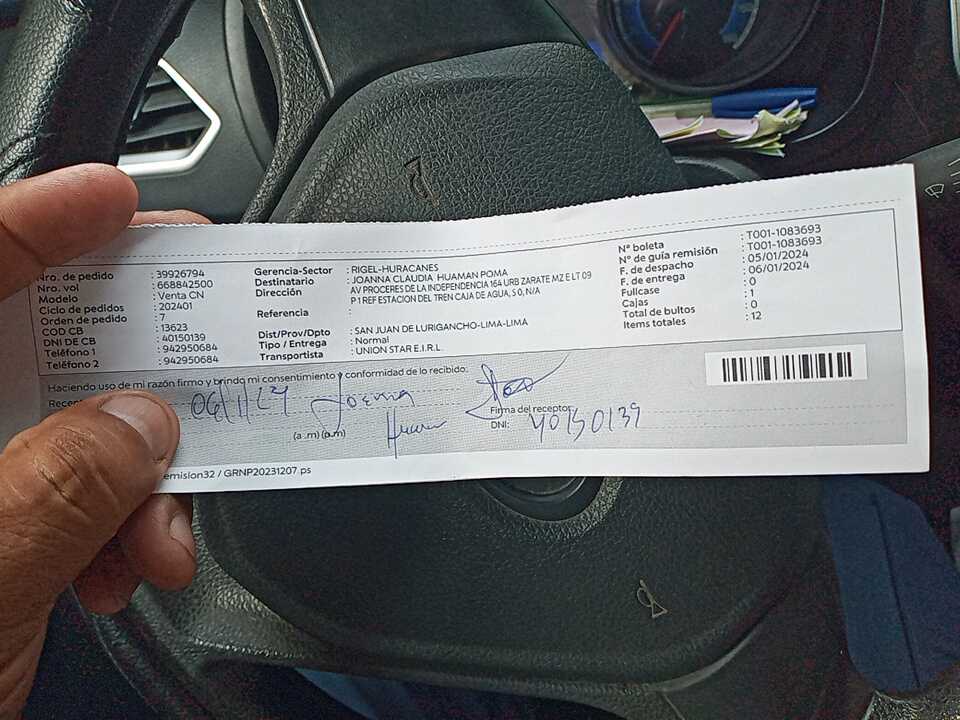 Nro. de pedido : 39926794
Nro. vol : 668842500
Modelo : Venta CN
Ciclo de pedidos : 202401
Orden de pedido : 7
COD CB : 13623
DNI DE CB : 40150139
Teléfono 1 : 942950684
Teléfono 2 : 942950684
Gerencia-Sector : RIGEL-HURACANES
Destinatario : JOANNA CLAUDIA HUAMAN POMA
Dirección : AV PROCERES DE LA INDEPENDENCIA 164 URB ZARATE MZ E LT 09
P 1 REF ESTACION DEL TREN CAJA DE AGUA, S 0, N/A
Referencia :
Dist/Prov/Dpto : SAN JUAN DE LURIGANCHO-LIMA-LIMA
Tipo / Entrega : Normal
Transportista : UNION STAR E.I.R.L.
N° boleta : T001-1083693
N° de guía remisión : T001-1083693
F. de despacho : 05/01/2024
F. de entrega : 06/01/2024
Fullcase : 0
Cajas : 1
Total de bultos : 0
Items totales : 12
Haciendo uso de mi razón firmo y brindo mi consentimiento y conformidad de lo recibido:
06/1/24 Joanna
Huaman
(a .m) (p.m)
Firma del receptor:
DNI: 40150139
emision32 / GRNP20231207.ps